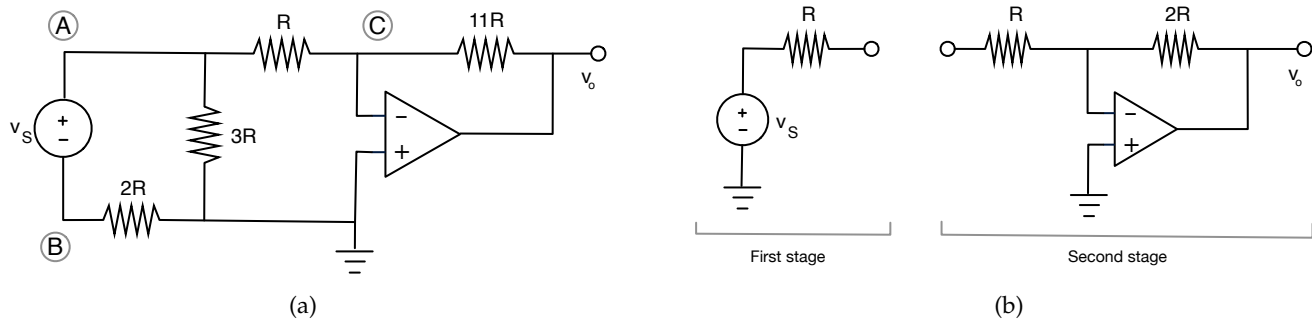 A
R
C
11R
v_o
v_S
+
−
3R
−
+
2R
B
(a)
R
v_S
+
−
First stage
R
2R
v_o
−
+
Second stage
(b)